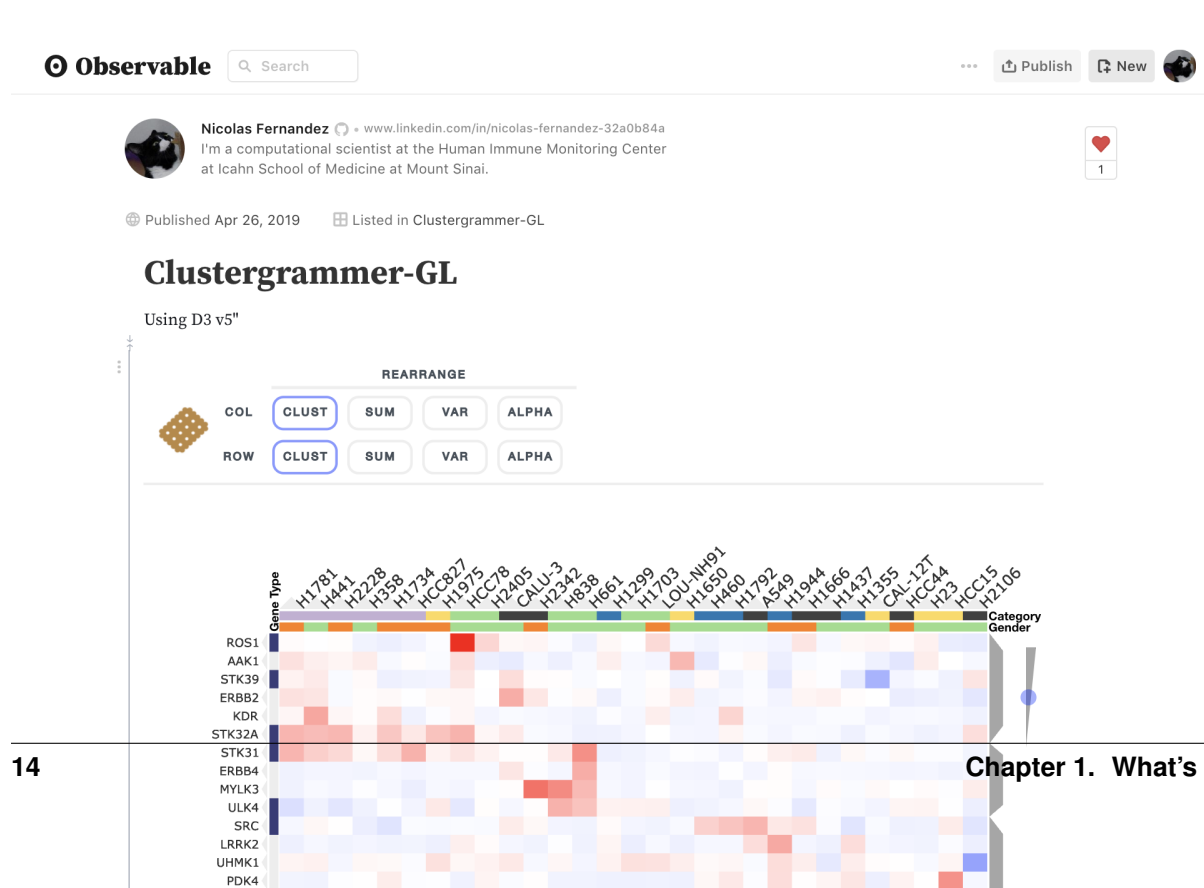 Observable
Search
Publish
New
Nicolas Fernandez • www.linkedin.com/in/nicolas-fernandez-32a0b84a
I'm a computational scientist at the Human Immune Monitoring Center
at Icahn School of Medicine at Mount Sinai.
1
Published Apr 26, 2019
Listed in Clustergrammer-GL
Clustergrammer-GL
Using D3 v5"
REARRANGE
COL CLUST SUM VAR ALPHA
ROW CLUST SUM VAR ALPHA
Gene Type
H1781
H441
H2228
H358
H1734
HCC827
H1975
HCC78
H2405
CALU-3
H2342
H838
H661
H1299
H1703
LOU-NH91
H1650
H460
H1792
A549
H1944
H1666
H1437
H1355
CAL-12T
HCC44
H23
HCC15
H2106
Category
Gender
ROS1
AAK1
STK39
ERBB2
KDR
STK32A
STK31
14 Chapter 1. What's
ERBB4
MYLK3
ULK4
SRC
LRRK2
UHMK1
PDK4